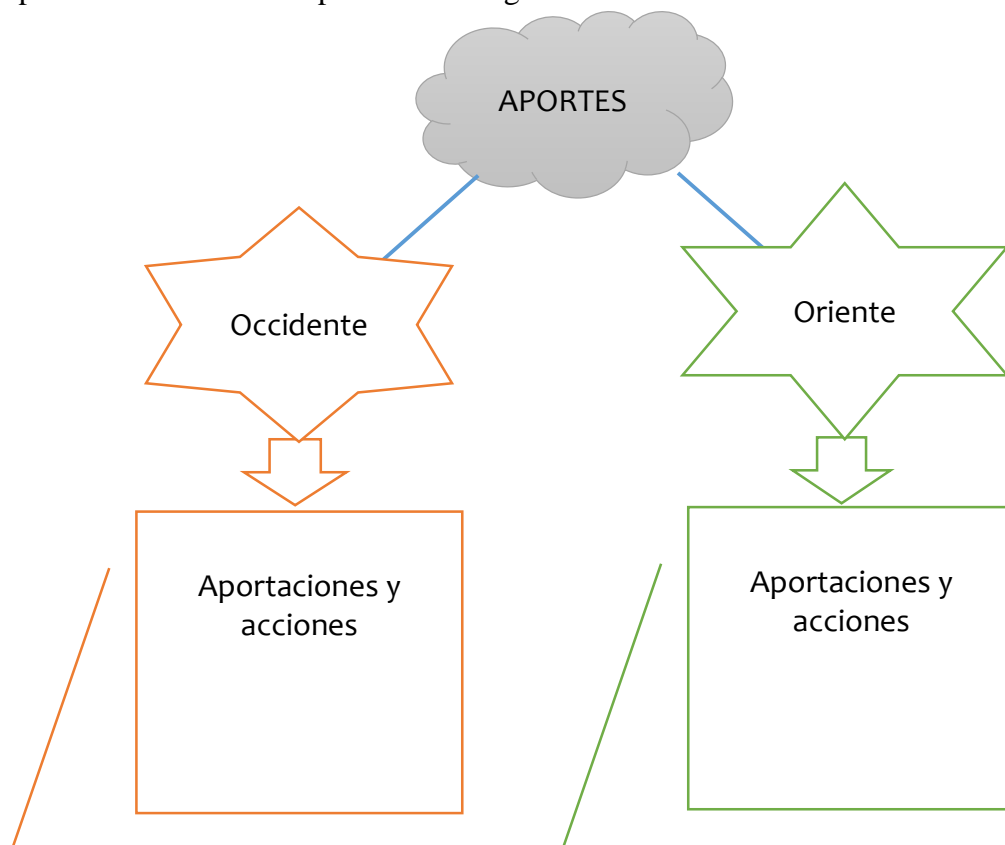 APORTES
Occidente
Oriente
Aportaciones y
acciones
Aportaciones y
acciones